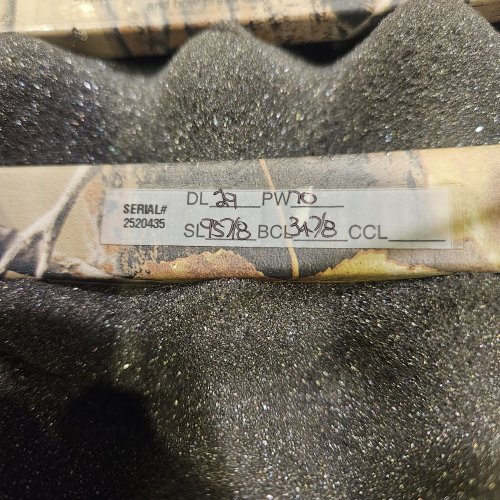 DL 29 PW 70
SERIAL#
2520435
SL 95 7/8 BCL 34 7/8 CCL